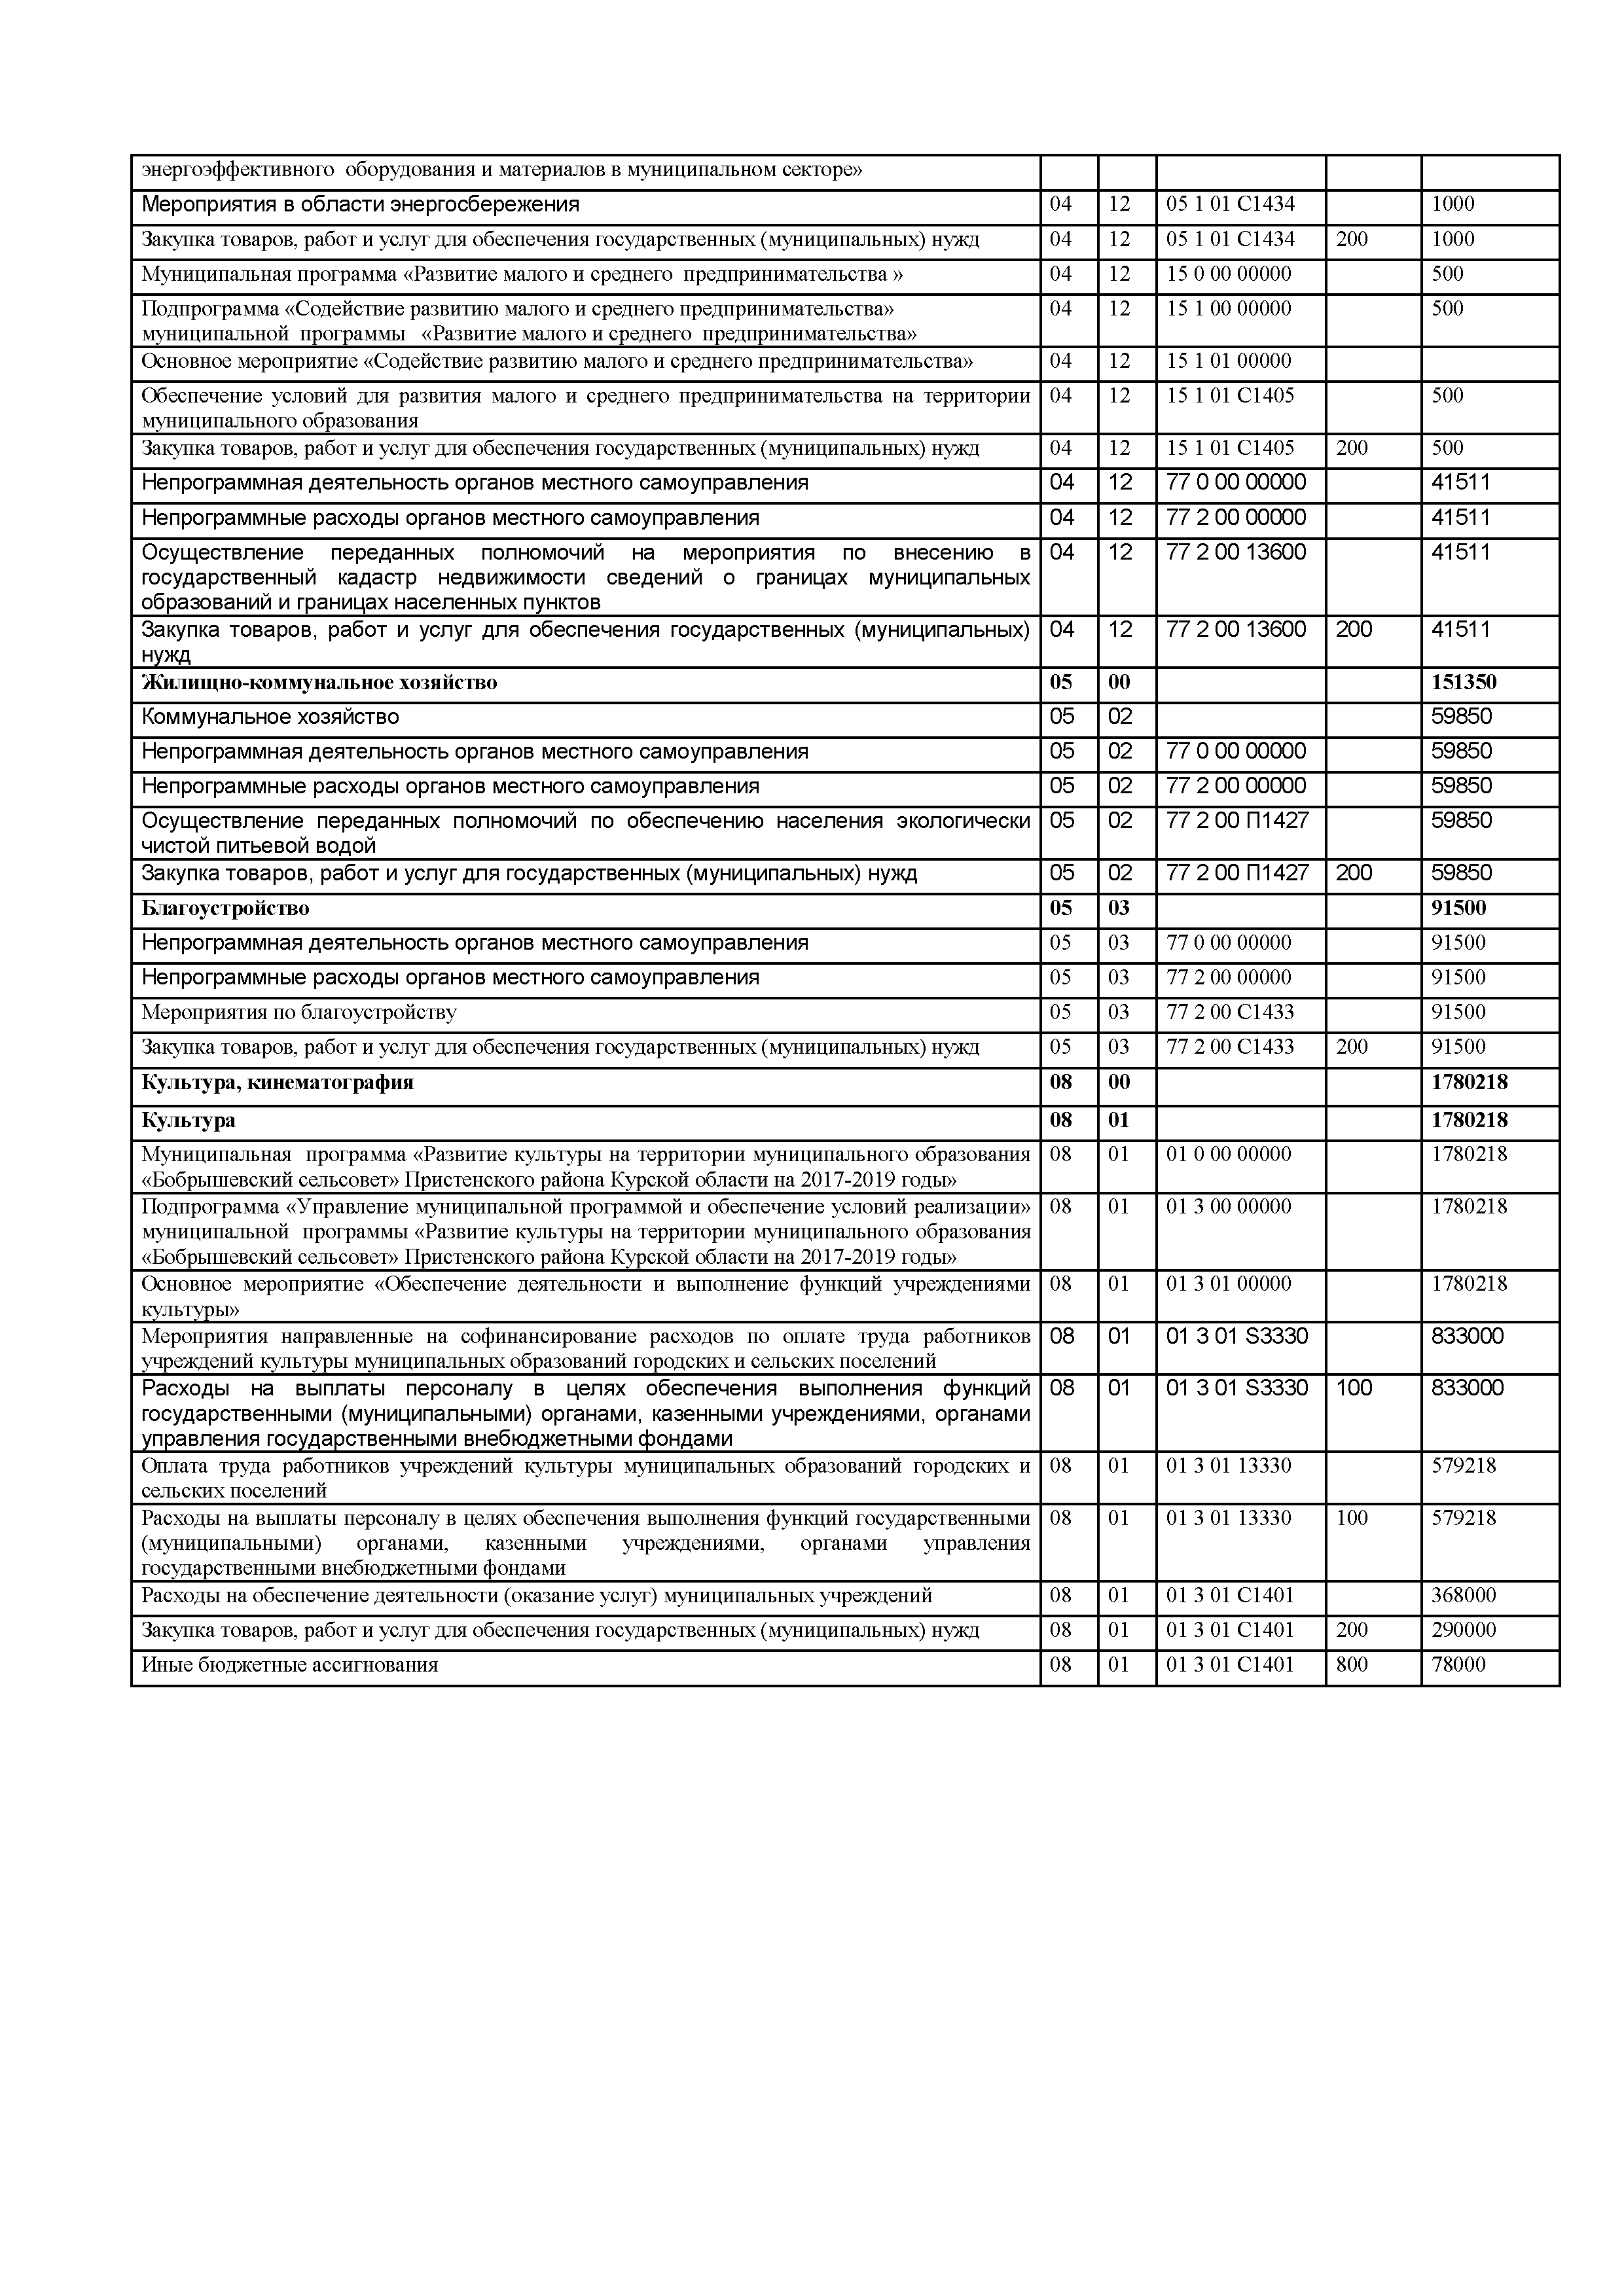 энергоэффективного оборудования и материалов в муниципальном секторе»
Мероприятия в области энергосбережения 04 12 05 1 01 С1434 1000
Закупка товаров, работ и услуг для обеспечения государственных (муниципальных) нужд 04 12 05 1 01 С1434 200 1000
Муниципальная программа «Развитие малого и среднего предпринимательства » 04 12 15 0 00 00000 500
Подпрограмма «Содействие развитию малого и среднего предпринимательства» 04 12 15 1 00 00000 500
муниципальной программы «Развитие малого и среднего предпринимательства»
Основное мероприятие «Содействие развитию малого и среднего предпринимательства» 04 12 15 1 01 00000
Обеспечение условий для развития малого и среднего предпринимательства на территории 04 12 15 1 01 С1405 500
муниципального образования
Закупка товаров, работ и услуг для обеспечения государственных (муниципальных) нужд 04 12 15 1 01 С1405 200 500
Непрограммная деятельность органов местного самоуправления 04 12 77 0 00 00000 41511
Непрограммные расходы органов местного самоуправления 04 12 77 2 00 00000 41511
Осуществление переданных полномочий на мероприятия по внесению в 04 12 77 2 00 13600 41511
государственный кадастр недвижимости сведений о границах муниципальных
образований и границах населенных пунктов
Закупка товаров, работ и услуг для обеспечения государственных (муниципальных) 04 12 77 2 00 13600 200 41511
нужд
Жилищно-коммунальное хозяйство 05 00 151350
Коммунальное хозяйство 05 02 59850
Непрограммная деятельность органов местного самоуправления 05 02 77 0 00 00000 59850
Непрограммные расходы органов местного самоуправления 05 02 77 2 00 00000 59850
Осуществление переданных полномочий по обеспечению населения экологически 05 02 77 2 00 П1427 59850
чистой питьевой водой
Закупка товаров, работ и услуг для государственных (муниципальных) нужд 05 02 77 2 00 П1427 200 59850
Благоустройство 05 03 91500
Непрограммная деятельность органов местного самоуправления 05 03 77 0 00 00000 91500
Непрограммные расходы органов местного самоуправления 05 03 77 2 00 00000 91500
Мероприятия по благоустройству 05 03 77 2 00 С1433 91500
Закупка товаров, работ и услуг для обеспечения государственных (муниципальных) нужд 05 03 77 2 00 С1433 200 91500
Культура, кинематография 08 00 1780218
Культура 08 01 1780218
Муниципальная программа «Развитие культуры на территории муниципального образования 08 01 01 0 00 00000 1780218
«Бобрышевский сельсовет» Пристенского района Курской области на 2017-2019 годы»
Подпрограмма «Управление муниципальной программой и обеспечение условий реализации» 08 01 01 3 00 00000 1780218
муниципальной программы «Развитие культуры на территории муниципального образования
«Бобрышевский сельсовет» Пристенского района Курской области на 2017-2019 годы»
Основное мероприятие «Обеспечение деятельности и выполнение функций учреждениями 08 01 01 3 01 00000 1780218
культуры»
Мероприятия направленные на софинансирование расходов по оплате труда работников 08 01 01 3 01 S3330 833000
учреждений культуры муниципальных образований городских и сельских поселений
Расходы на выплаты персоналу в целях обеспечения выполнения функций 08 01 01 3 01 S3330 100 833000
государственными (муниципальными) органами, казенными учреждениями, органами
управления государственными внебюджетными фондами
Оплата труда работников учреждений культуры муниципальных образований городских и 08 01 01 3 01 13330 579218
сельских поселений
Расходы на выплаты персоналу в целях обеспечения выполнения функций государственными 08 01 01 3 01 13330 100 579218
(муниципальными) органами, казенными учреждениями, органами управления
государственными внебюджетными фондами
Расходы на обеспечение деятельности (оказание услуг) муниципальных учреждений 08 01 01 3 01 С1401 368000
Закупка товаров, работ и услуг для обеспечения государственных (муниципальных) нужд 08 01 01 3 01 С1401 200 290000
Иные бюджетные ассигнования 08 01 01 3 01 С1401 800 78000